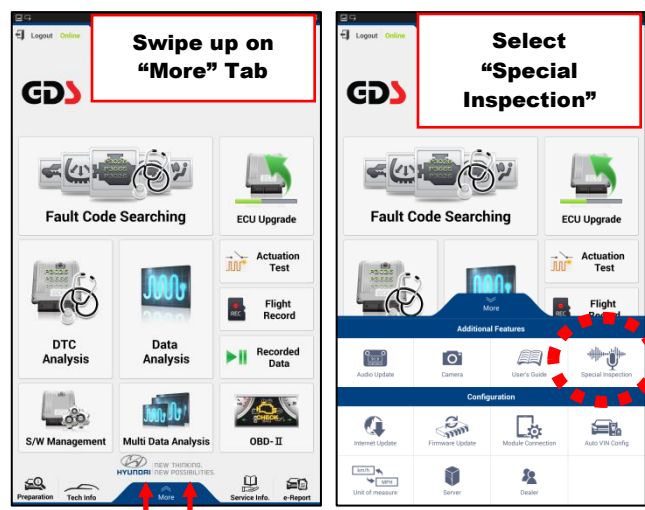 Logout Online
Swipe up on
“More” Tab
GDS
Fault Code Searching
ECU Upgrade
DTC
Analysis
Data
Analysis
Actuation
Test
REC
Flight
Record
Recorded
Data
S/W Management
Multi Data Analysis
CHECK
OBD-II
HYUNDAI
NEW THINKING.
NEW POSSIBILITIES.
Preparation
Tech Info
More
Service Info.
e-Report
Logout Online
Select
“Special
Inspection”
GDS
Fault Code Searching
ECU Upgrade
Actuation
Test
REC
Flight
Record
More
Additional Features
Audio Update
Camera
User's Guide
Special Inspection
Configuration
Internet Update
Firmware Update
Module Connection
Auto VIN Config
km/h
MPH
Unit of measure
Server
Dealer